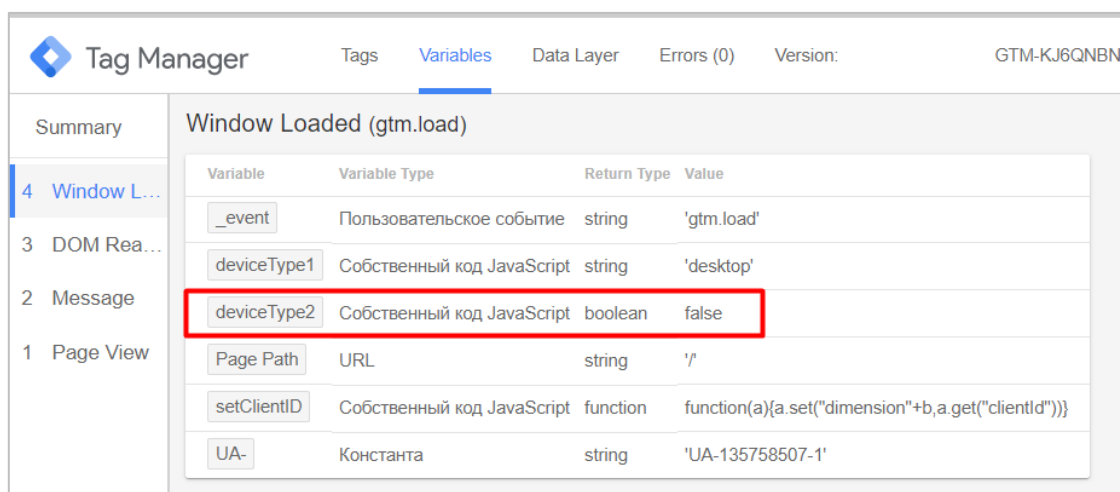 Tag Manager Tags Variables Data Layer Errors (0) Version: GTM-KJ6QNBN
Summary
4 Window L...
3 DOM Rea...
2 Message
1 Page View
Window Loaded (gtm.load)
Variable Variable Type Return Type Value
_event Пользовательское событие string 'gtm.load'
deviceType1 Собственный код JavaScript string 'desktop'
deviceType2 Собственный код JavaScript boolean false
Page Path URL string '/'
setClientID Собственный код JavaScript function function(a){a.set("dimension"+b,a.get("clientId"))}
UA- Константа string 'UA-135758507-1'